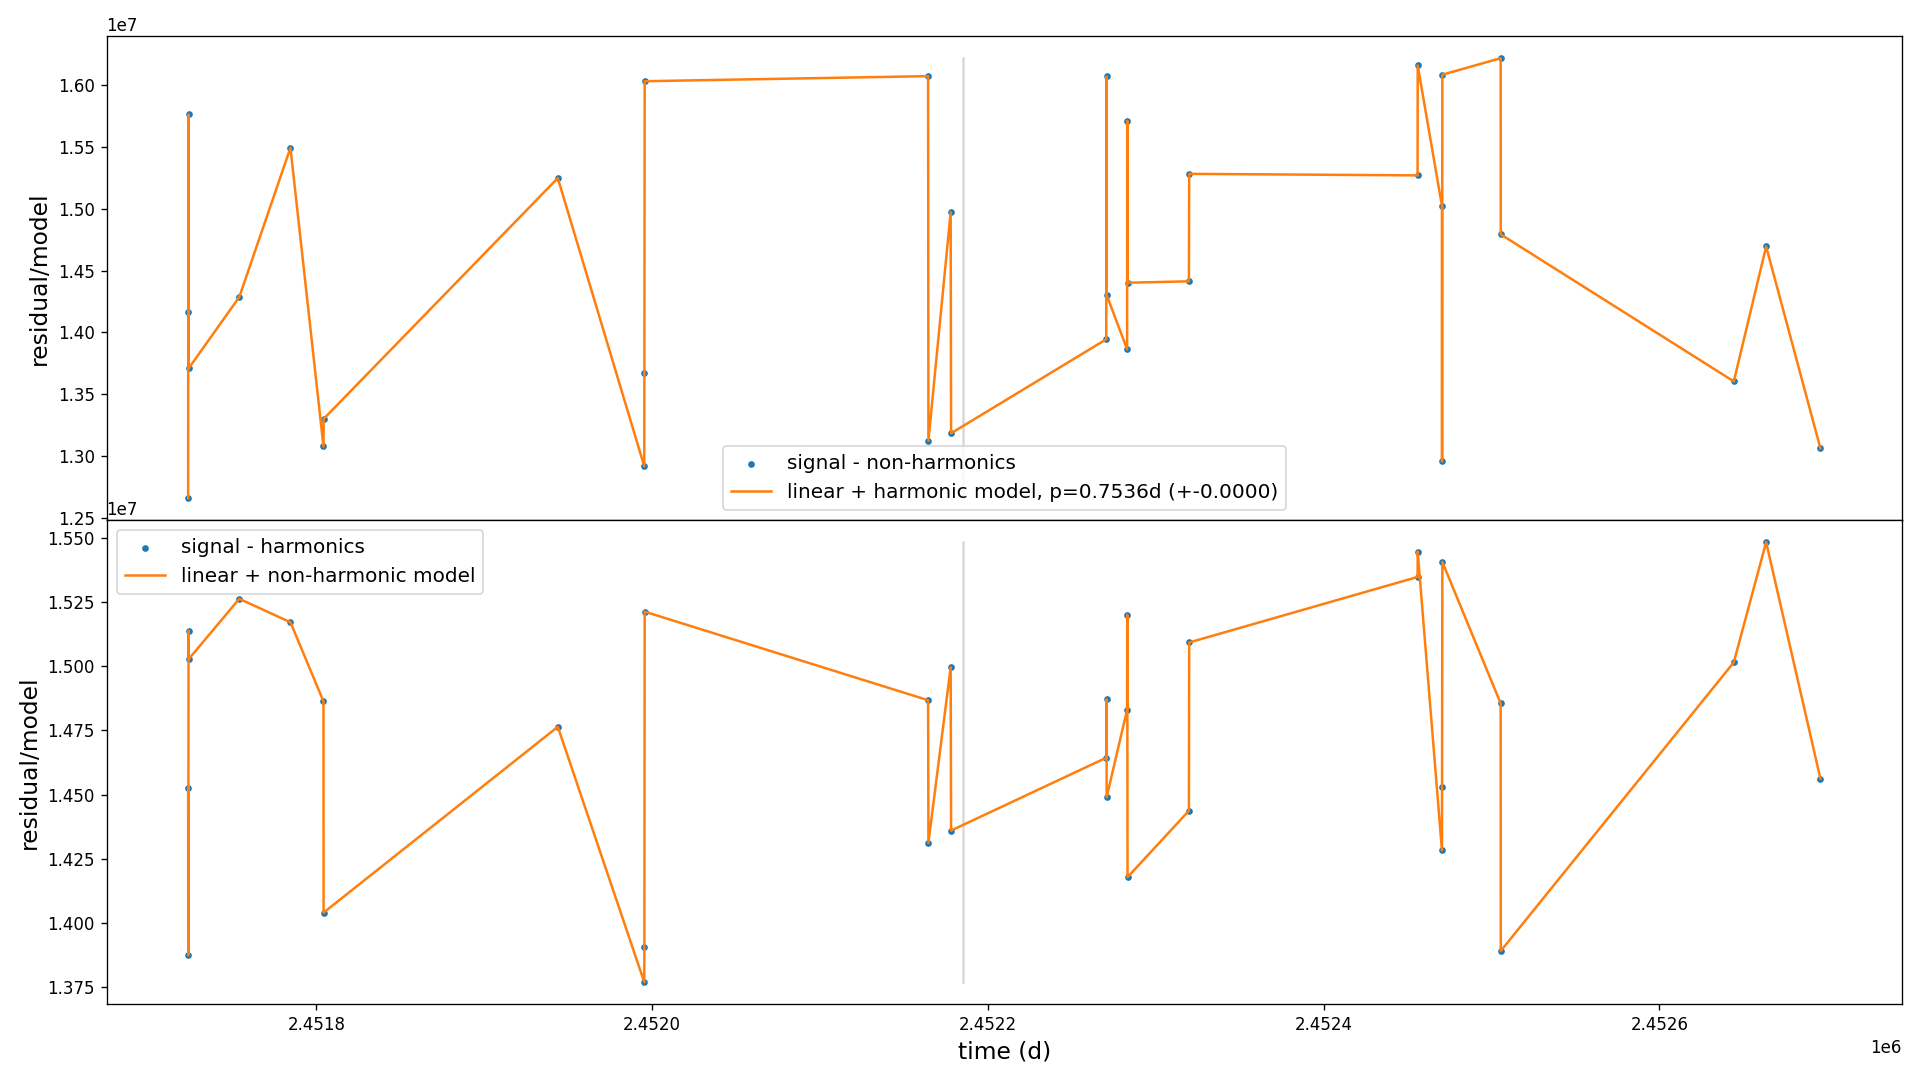 1e7
1.60
1.55
1.50
1.45
1.40
1.35
1.30
1.25
residual/model
signal - non-harmonics
linear + harmonic model, p=0.7536d (+-0.0000)
1e7
1.550
1.525
1.500
1.475
1.450
1.425
1.400
1.375
residual/model
signal - harmonics
linear + non-harmonic model
2.4518 2.4520 2.4522 2.4524 2.4526
1e6
time (d)